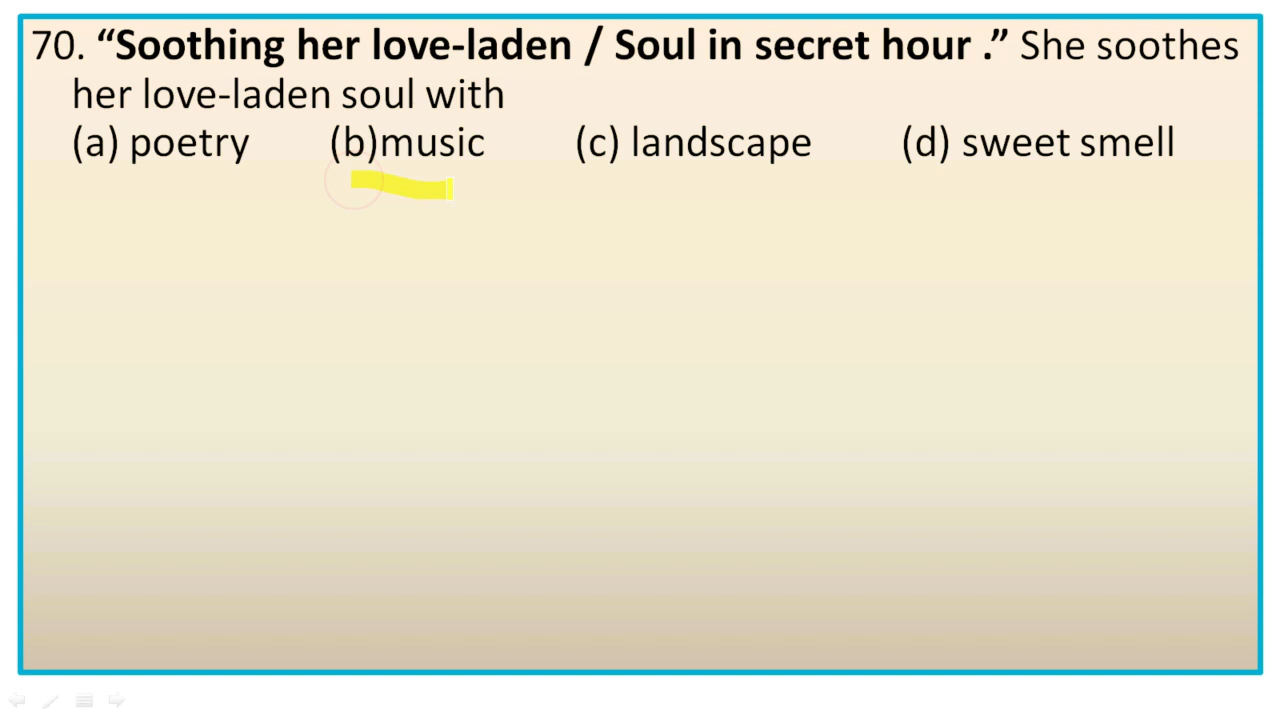 70. “Soothing her love-laden / Soul in secret hour .” She soothes
her love-laden soul with
(a) poetry (b)music (c) landscape (d) sweet smell